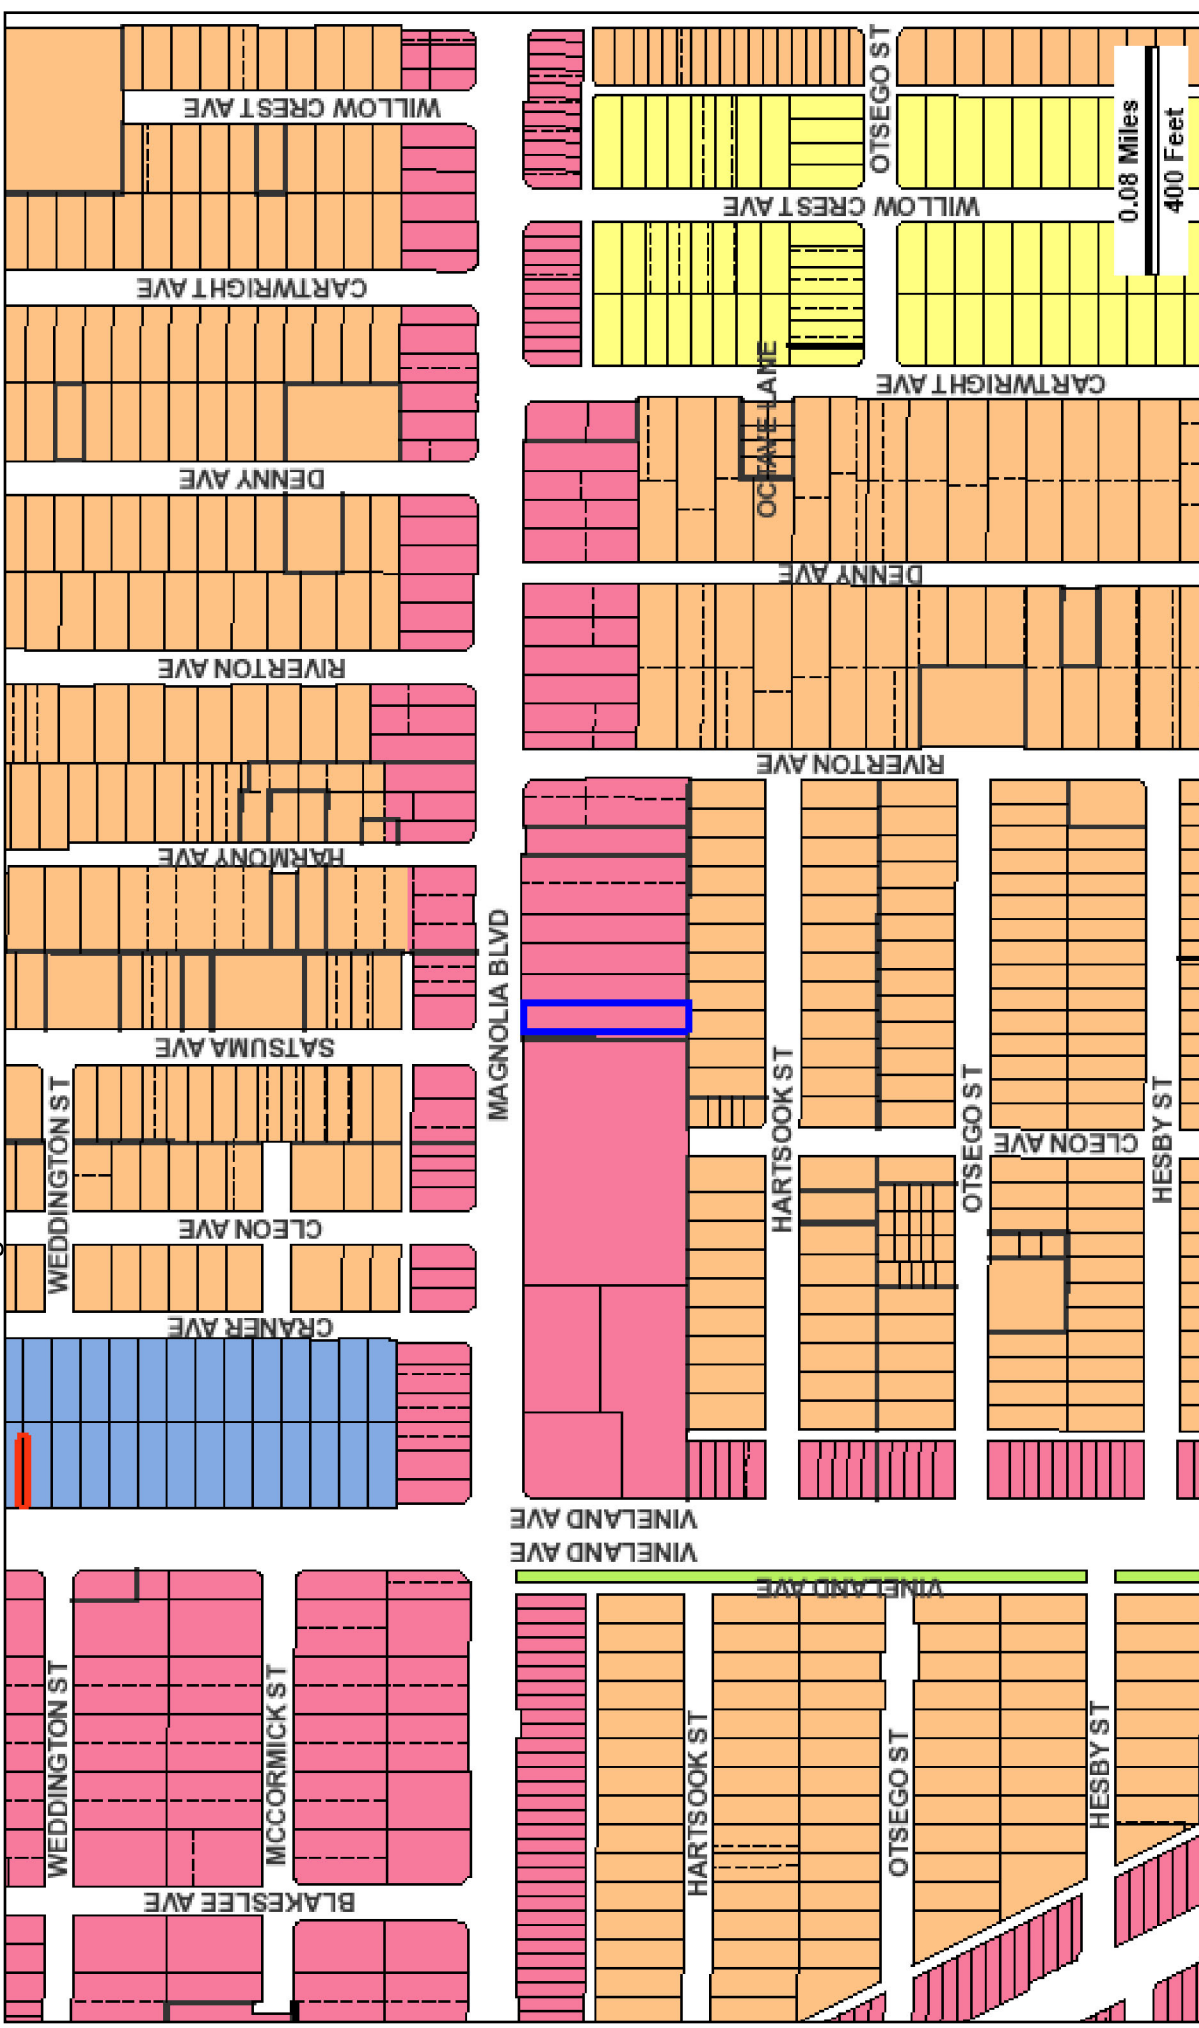 WILLOW CREST AVE
OTSEGO ST
0.08 Miles
400 Feet
WILLOW CREST AVE
CARTWRIGHT AVE
OCTAVE LANE
CARTWRIGHT AVE
DENNY AVE
DENNY AVE
RIVERTON AVE
RIVERTON AVE
HARMONY AVE
MAGNOLIA BLVD
SATSUMA AVE
WEDDINGTON ST
HARTSOOK ST
OTSEGO ST
CLEON AVE
HESBY ST
CLEON AVE
CRANER AVE
VINELAND AVE
VINELAND AVE
VINELAND AVE
WEDDINGTON ST
MCCORMICK ST
HARTSOOK ST
OTSEGO ST
HESBY ST
BLAKESLEE AVE